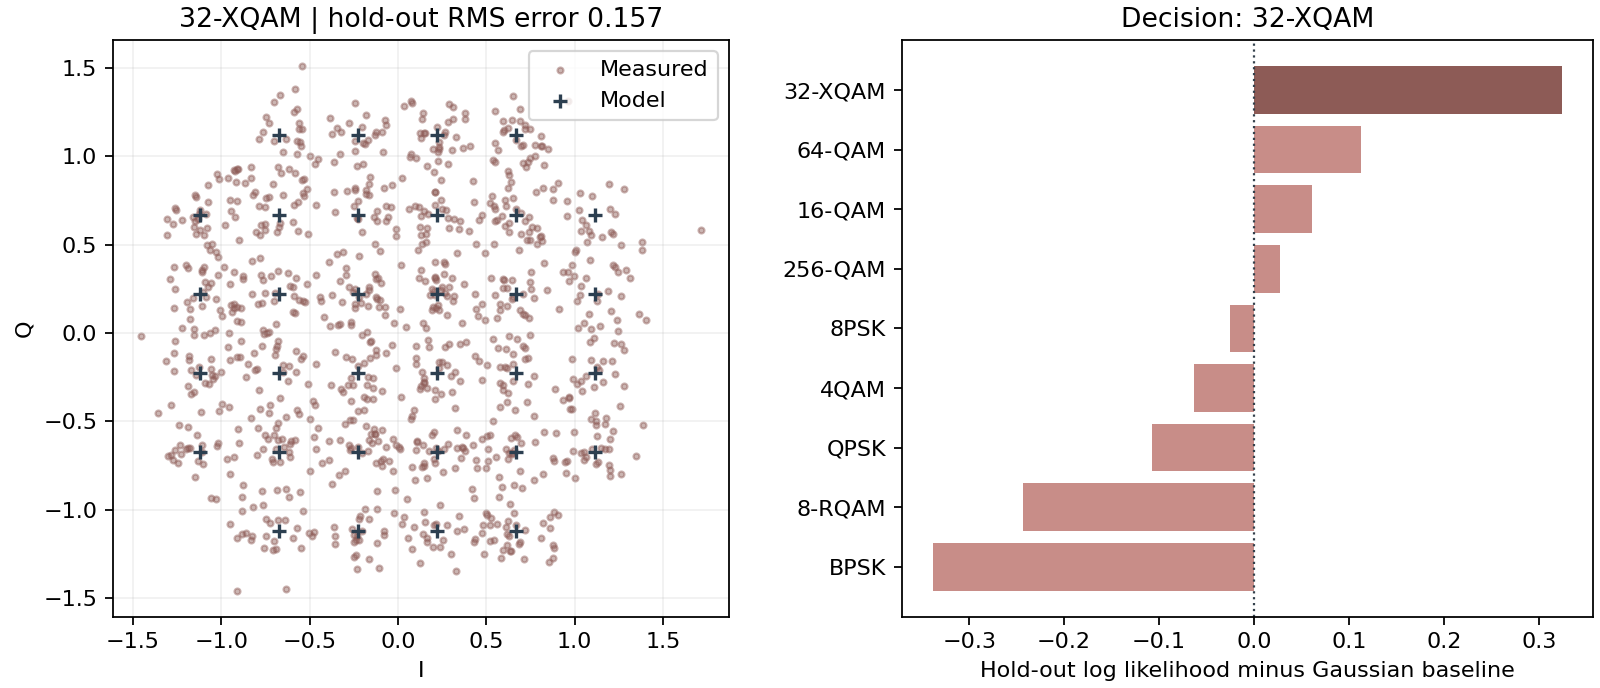 32-XQAM | hold-out RMS error 0.157
Measured
Model
Q
1.5
1.0
0.5
0.0
−0.5
−1.0
−1.5
−1.5
−1.0
−0.5
0.0
0.5
1.0
1.5
I
Decision: 32-XQAM
32-XQAM
64-QAM
16-QAM
256-QAM
8PSK
4QAM
QPSK
8-RQAM
BPSK
−0.3
−0.2
−0.1
0.0
0.1
0.2
0.3
Hold-out log likelihood minus Gaussian baseline